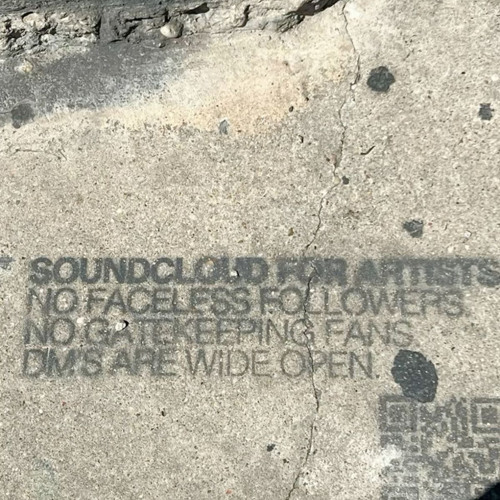 SOUNDCLOUD FOR ARTISTS
NO FACELESS FOLLOWERS.
NO GATEKEEPING FANS.
DM'S ARE WIDE OPEN.